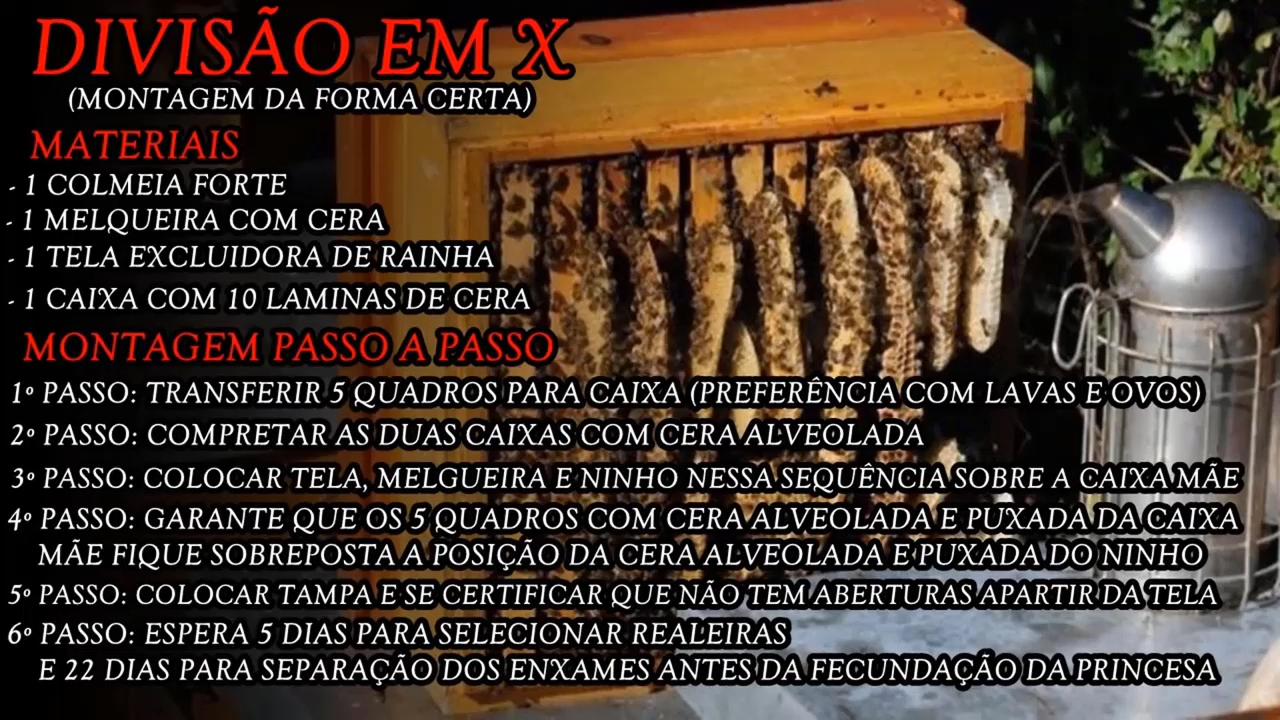 DIVISÃO EM X
(MONTAGEM DA FORMA CERTA)
MATERIAIS
- 1 COLMEIA FORTE
- 1 MELQUEIRA COM CERA
- 1 TELA EXCLUIDORA DE RAINHA
- 1 CAIXA COM 10 LAMINAS DE CERA
MONTAGEM PASSO A PASSO
1º PASSO: TRANSFERIR 5 QUADROS PARA CAIXA (PREFERÊNCIA COM LAVAS E OVOS)
2º PASSO: COMPRETAR AS DUAS CAIXAS COM CERA ALVEOLADA
3º PASSO: COLOCAR TELA, MELGUEIRA E NINHO NESSA SEQUÊNCIA SOBRE A CAIXA MÃE
4º PASSO: GARANTE QUE OS 5 QUADROS COM CERA ALVEOLADA E PUXADA DA CAIXA
MÃE FIQUE SOBREPOSTA A POSIÇÃO DA CERA ALVEOLADA E PUXADA DO NINHO
5º PASSO: COLOCAR TAMPA E SE CERTIFICAR QUE NÃO TEM ABERTURAS APARTIR DA TELA
6º PASSO: ESPERA 5 DIAS PARA SELECIONAR REALEIRAS
E 22 DIAS PARA SEPARAÇÃO DOS ENXAMES ANTES DA FECUNDAÇÃO DA PRINCESA